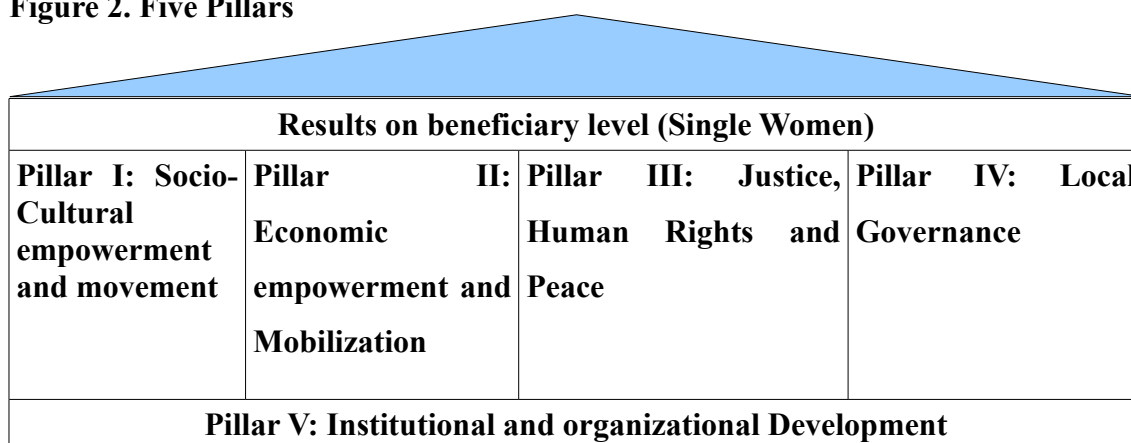 Figure 2. Five Pillars
Results on beneficiary level (Single Women)
Pillar I: Socio-
Cultural
empowerment
and movement
Pillar II:
Economic
empowerment and
Mobilization
Pillar III: Justice,
Human Rights and
Peace
Pillar IV: Local
Governance
Pillar V: Institutional and organizational Development